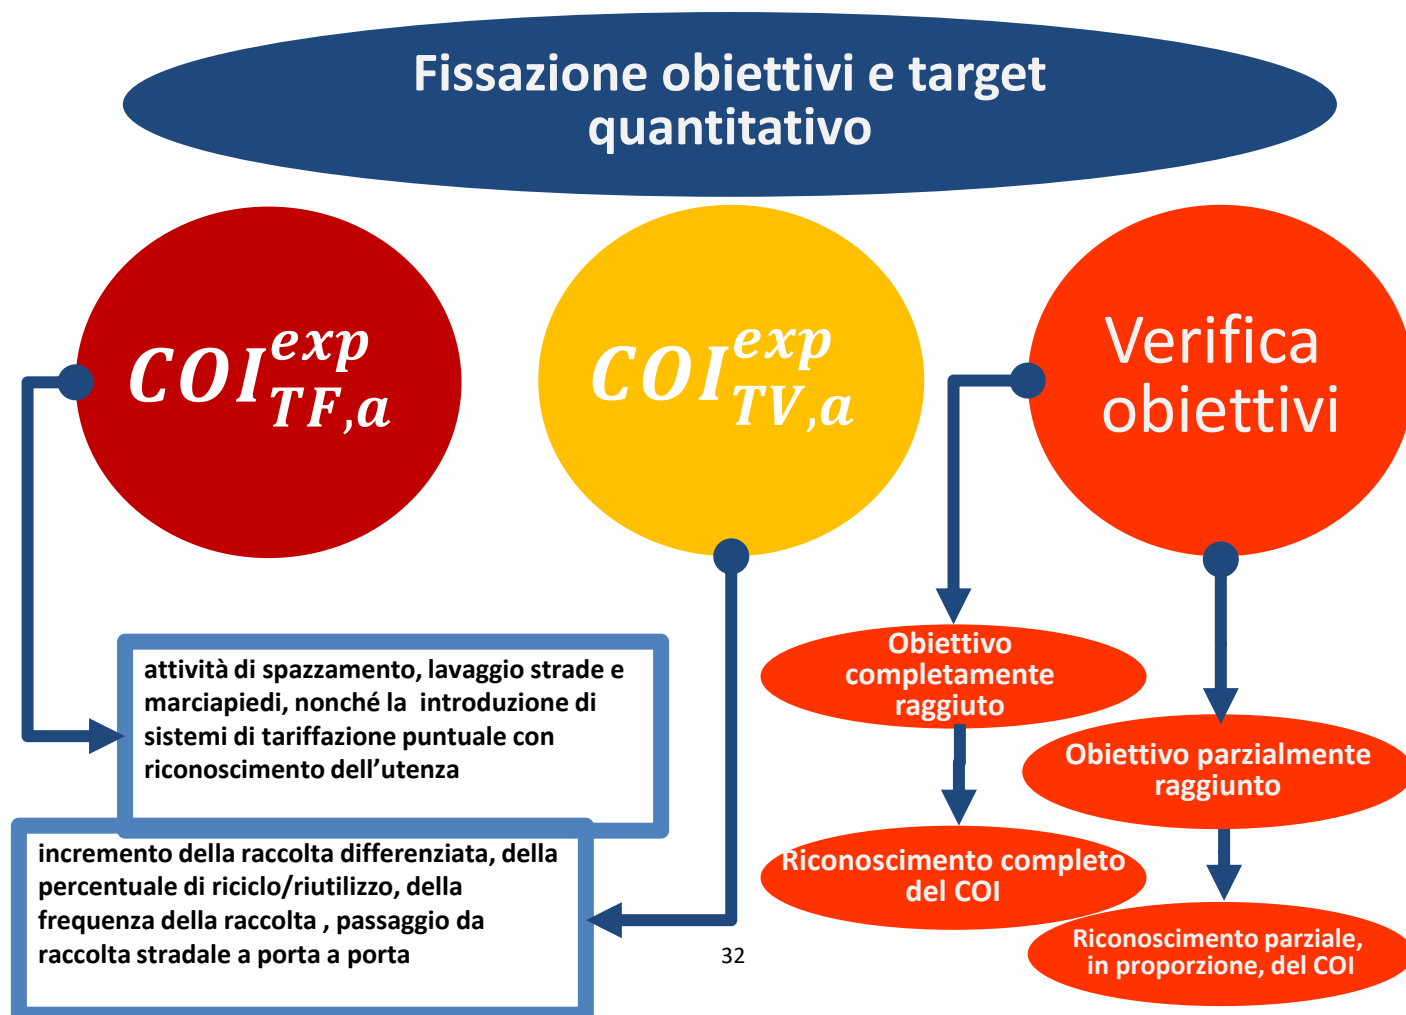 Fissazione obiettivi e target
quantitativo
COI^{exp}_{TF,a}
COI^{exp}_{TV,a}
Verifica
obiettivi
attività di spazzamento, lavaggio strade e
marciapiedi, nonché la introduzione di
sistemi di tariffazione puntuale con
riconoscimento dell’utenza
incremento della raccolta differenziata, della
percentuale di riciclo/riutilizzo, della
frequenza della raccolta , passaggio da
raccolta stradale a porta a porta
Obiettivo
completamente
raggiuto
Riconoscimento completo
del COI
Obiettivo parzialmente
raggiunto
Riconoscimento parziale,
in proporzione, del COI
32